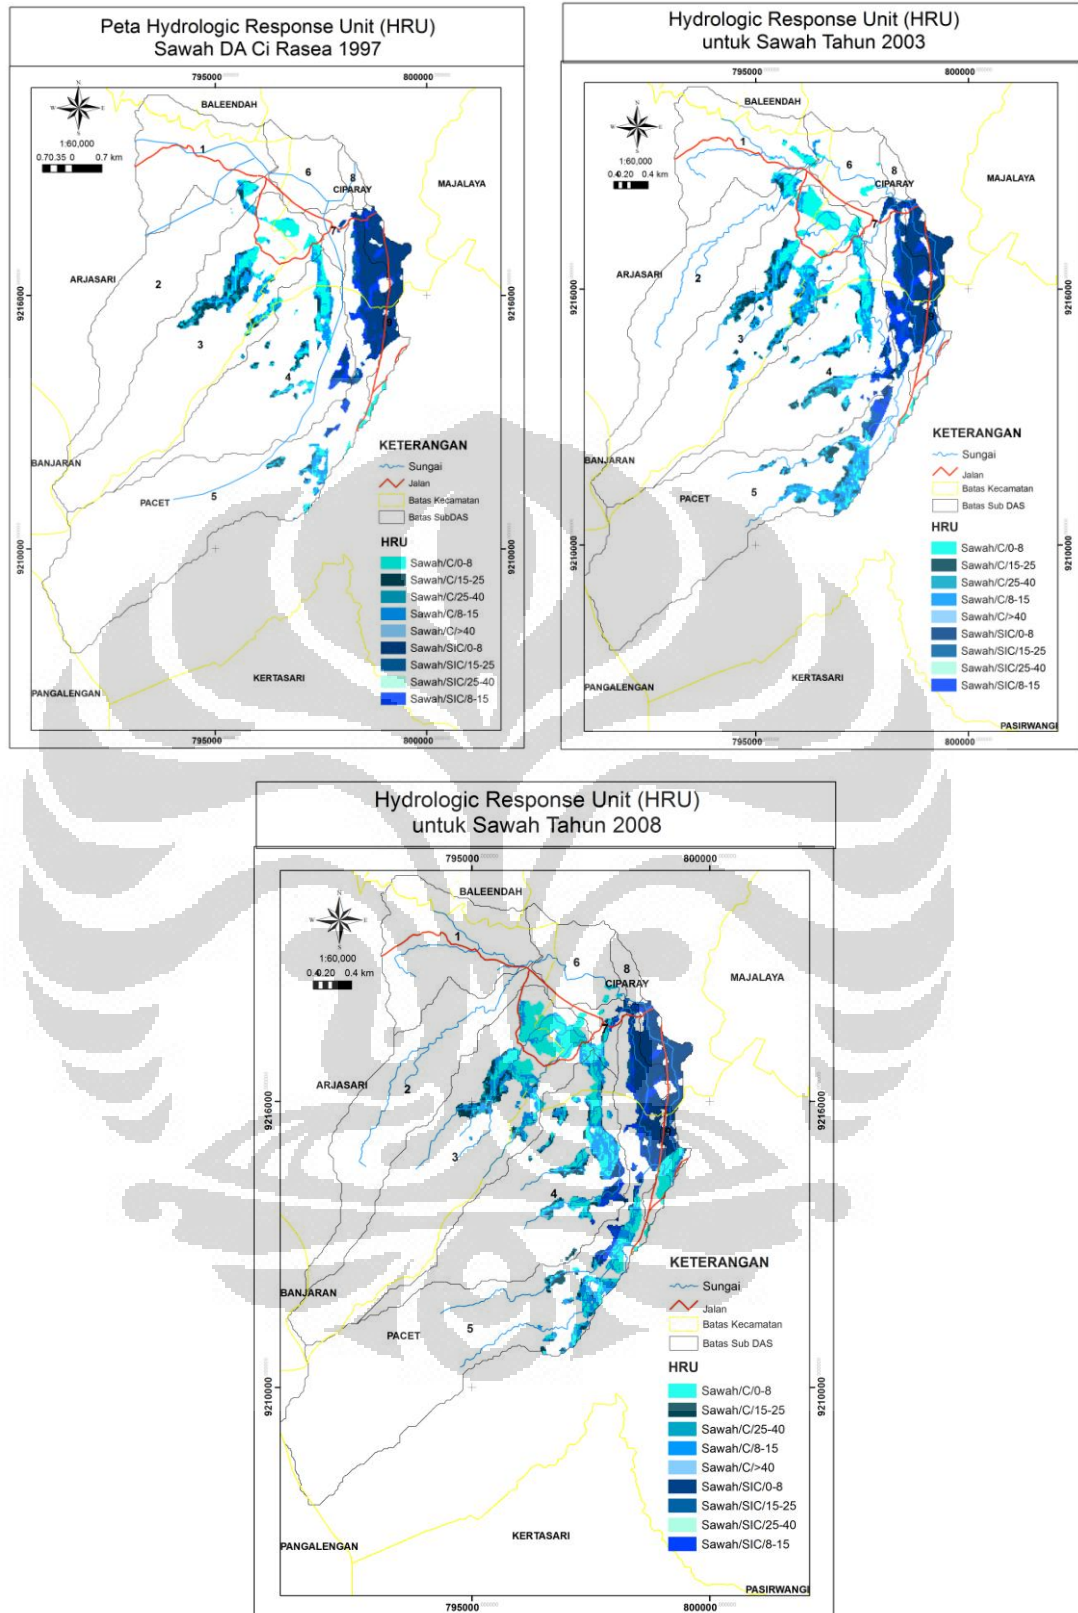 Peta Hydrologic Response Unit (HRU)
Sawah DA Ci Rasea 1997
795000
800000
N
W
E
S
1:60,000
0.70.35 0 0.7 km
BALEENDAH
1
6
8
CIPARAY
MAJALAYA
7
ARJASARI
2
9216000
9216000
3
4
BANJARAN
PACET
5
KETERANGAN
Sungai
Jalan
Batas Kecamatan
Batas SubDAS
HRU
Sawah/C/0-8
Sawah/C/15-25
Sawah/C/25-40
Sawah/C/8-15
Sawah/C/>40
Sawah/SIC/0-8
Sawah/SIC/15-25
Sawah/SIC/25-40
Sawah/SIC/8-15
9210000
9210000
PANGALENGAN
KERTASARI
795000
800000
Hydrologic Response Unit (HRU)
untuk Sawah Tahun 2003
795000
800000
N
W
E
S
1:60,000
0.40.20 0.4 km
BALEENDAH
1
6
8
CIPARAY
MAJALAYA
7
ARJASARI
2
9216000
9216000
3
4
BANJARAN
PACET
5
KETERANGAN
Sungai
Jalan
Batas Kecamatan
Batas Sub DAS
HRU
Sawah/C/0-8
Sawah/C/15-25
Sawah/C/25-40
Sawah/C/8-15
Sawah/C/>40
Sawah/SIC/0-8
Sawah/SIC/15-25
Sawah/SIC/25-40
Sawah/SIC/8-15
9210000
9210000
PANGALENGAN
KERTASARI
PASIRWANGI
795000
800000
Hydrologic Response Unit (HRU)
untuk Sawah Tahun 2008
795000
800000
N
W
E
S
1:60,000
0.40.20 0.4 km
BALEENDAH
1
6
8
CIPARAY
MAJALAYA
7
ARJASARI
2
9216000
9216000
3
4
BANJARAN
PACET
5
KETERANGAN
Sungai
Jalan
Batas Kecamatan
Batas Sub DAS
HRU
Sawah/C/0-8
Sawah/C/15-25
Sawah/C/25-40
Sawah/C/8-15
Sawah/C/>40
Sawah/SIC/0-8
Sawah/SIC/15-25
Sawah/SIC/25-40
Sawah/SIC/8-15
9210000
9210000
PANGALENGAN
KERTASARI
PASIRWANGI
795000
800000